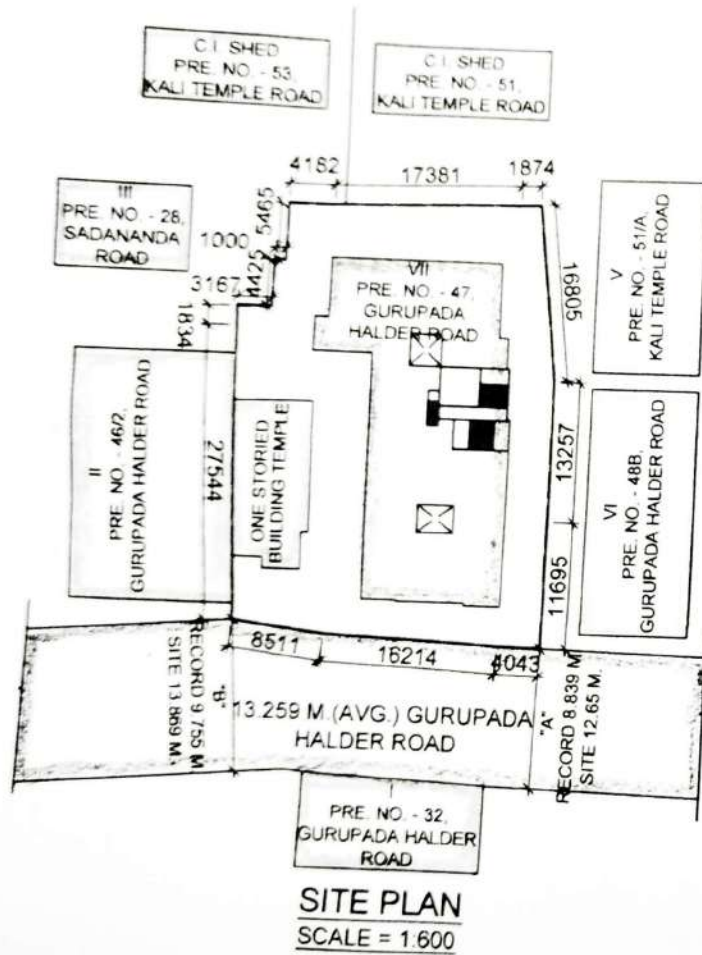 C.I. SHED
PRE. NO. - 53,
KALI TEMPLE ROAD
C.I. SHED
PRE. NO. - 51,
KALI TEMPLE ROAD
4182
17381
1874
III
PRE. NO. - 28,
SADANANDA
ROAD
5465
1000
4425
3167
1834
VII
PRE. NO. - 47,
GURUPADA
HALDER ROAD
16805
V
PRE. NO. - 51/A,
KALI TEMPLE ROAD
II
PRE. NO. - 46/2,
GURUPADA HALDER ROAD
27544
ONE STORIED
BUILDING TEMPLE
13257
11695
VI
PRE. NO. - 48B,
GURUPADA HALDER ROAD
8511
16214
4043
"B"
RECORD 9.755 M
SITE 13.869 M.
13.259 M.(AVG.) GURUPADA
HALDER ROAD
"A"
RECORD 8.839 M
SITE 12.65 M.
I
PRE. NO. - 32,
GURUPADA HALDER
ROAD
SITE PLAN
SCALE = 1:600